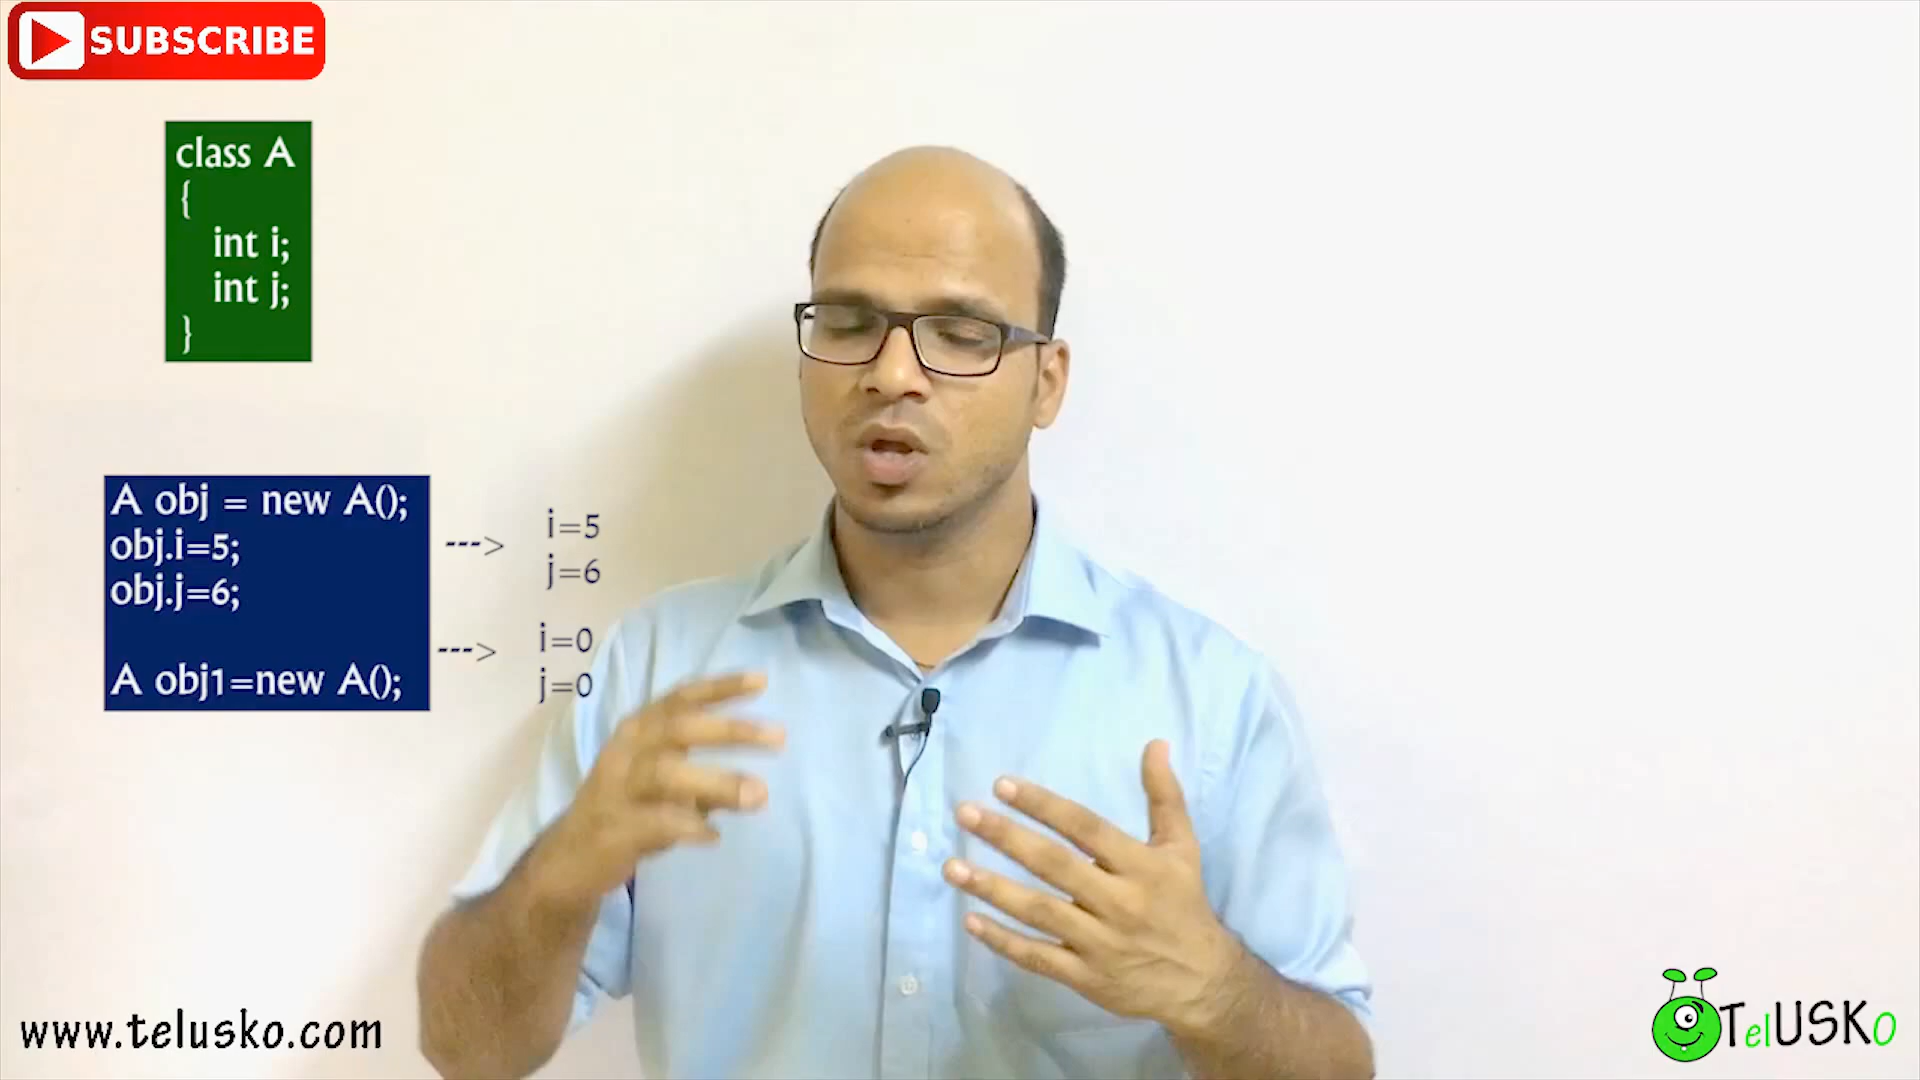 SUBSCRIBE
class A
{
int i;
int j;
}
A obj = new A();
obj.i=5;
obj.j=6;
A obj1=new A();
---> i=5
j=6
---> i=0
j=0
www.telusko.com
TelUSKo